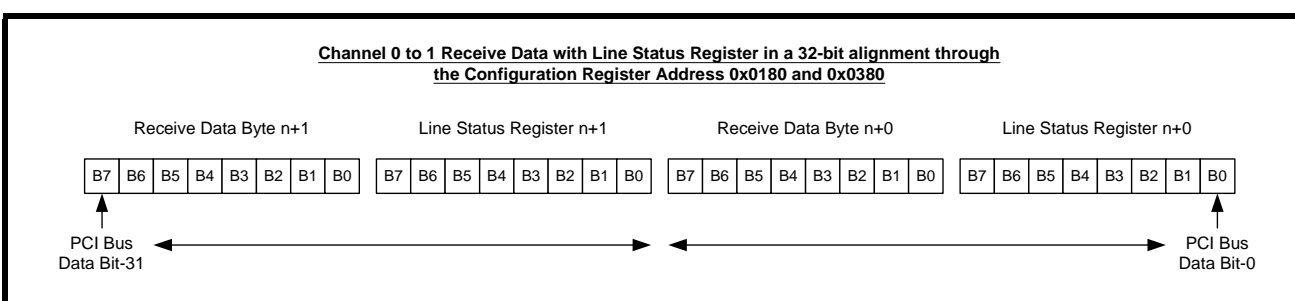 Channel 0 to 1 Receive Data with Line Status Register in a 32-bit alignment through
the Configuration Register Address 0x0180 and 0x0380
Receive Data Byte n+1 Line Status Register n+1 Receive Data Byte n+0 Line Status Register n+0
B7 B6 B5 B4 B3 B2 B1 B0 B7 B6 B5 B4 B3 B2 B1 B0 B7 B6 B5 B4 B3 B2 B1 B0 B7 B6 B5 B4 B3 B2 B1 B0
PCI Bus PCI Bus
Data Bit-31 Data Bit-0